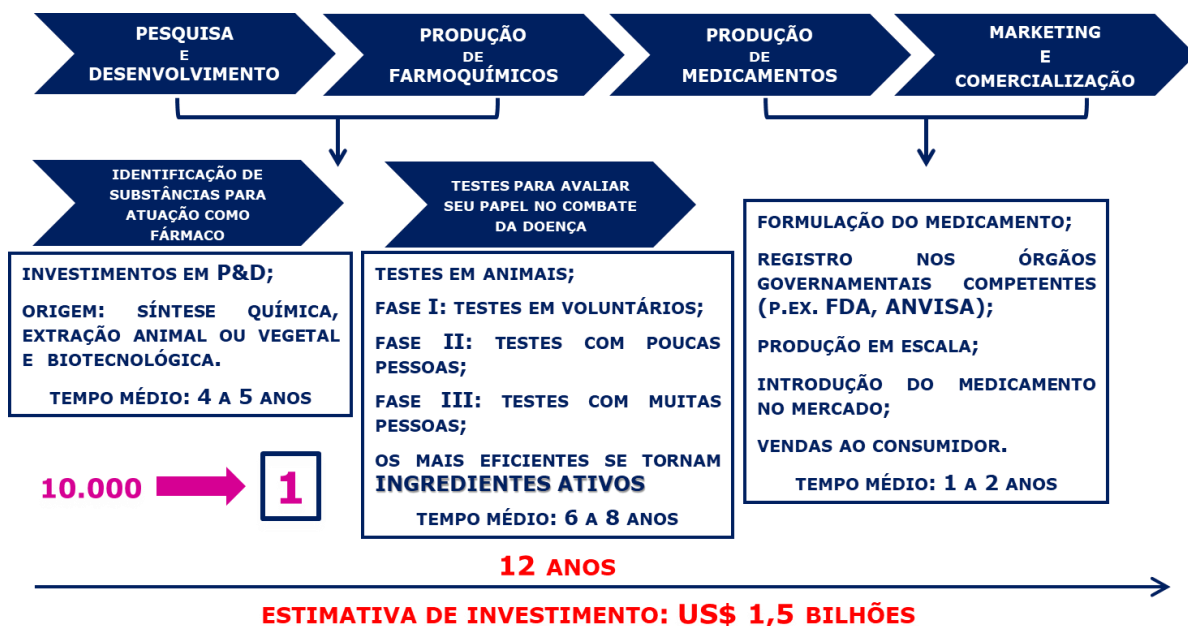 PESQUISA
E
DESENVOLVIMENTO
PRODUÇÃO
DE
FARMOQUÍMICOS
PRODUÇÃO
DE
MEDICAMENTOS
MARKETING
E
COMERCIALIZAÇÃO
IDENTIFICAÇÃO DE
SUBSTÂNCIAS PARA
ATUAÇÃO COMO
FÁRMACO
INVESTIMENTOS EM P&D;
ORIGEM: SÍNTESE QUÍMICA,
EXTRAÇÃO ANIMAL OU VEGETAL
E BIOTECNOLÓGICA.
TEMPO MÉDIO: 4 A 5 ANOS
10.000
1
TESTES PARA AVALIAR
SEU PAPEL NO COMBATE
DA DOENÇA
TESTES EM ANIMAIS;
FASE I: TESTES EM VOLUNTÁRIOS;
FASE II: TESTES COM POUCAS
PESSOAS;
FASE III: TESTES COM MUITAS
PESSOAS;
OS MAIS EFICIENTES SE TORNAM
INGREDIENTES ATIVOS
TEMPO MÉDIO: 6 A 8 ANOS
FORMULAÇÃO DO MEDICAMENTO;
REGISTRO NOS ÓRGÃOS
GOVERNAMENTAIS COMPETENTES
(P.EX. FDA, ANVISA);
PRODUÇÃO EM ESCALA;
INTRODUÇÃO DO MEDICAMENTO
NO MERCADO;
VENDAS AO CONSUMIDOR.
TEMPO MÉDIO: 1 A 2 ANOS
12 ANOS
ESTIMATIVA DE INVESTIMENTO: US$ 1,5 BILHÕES